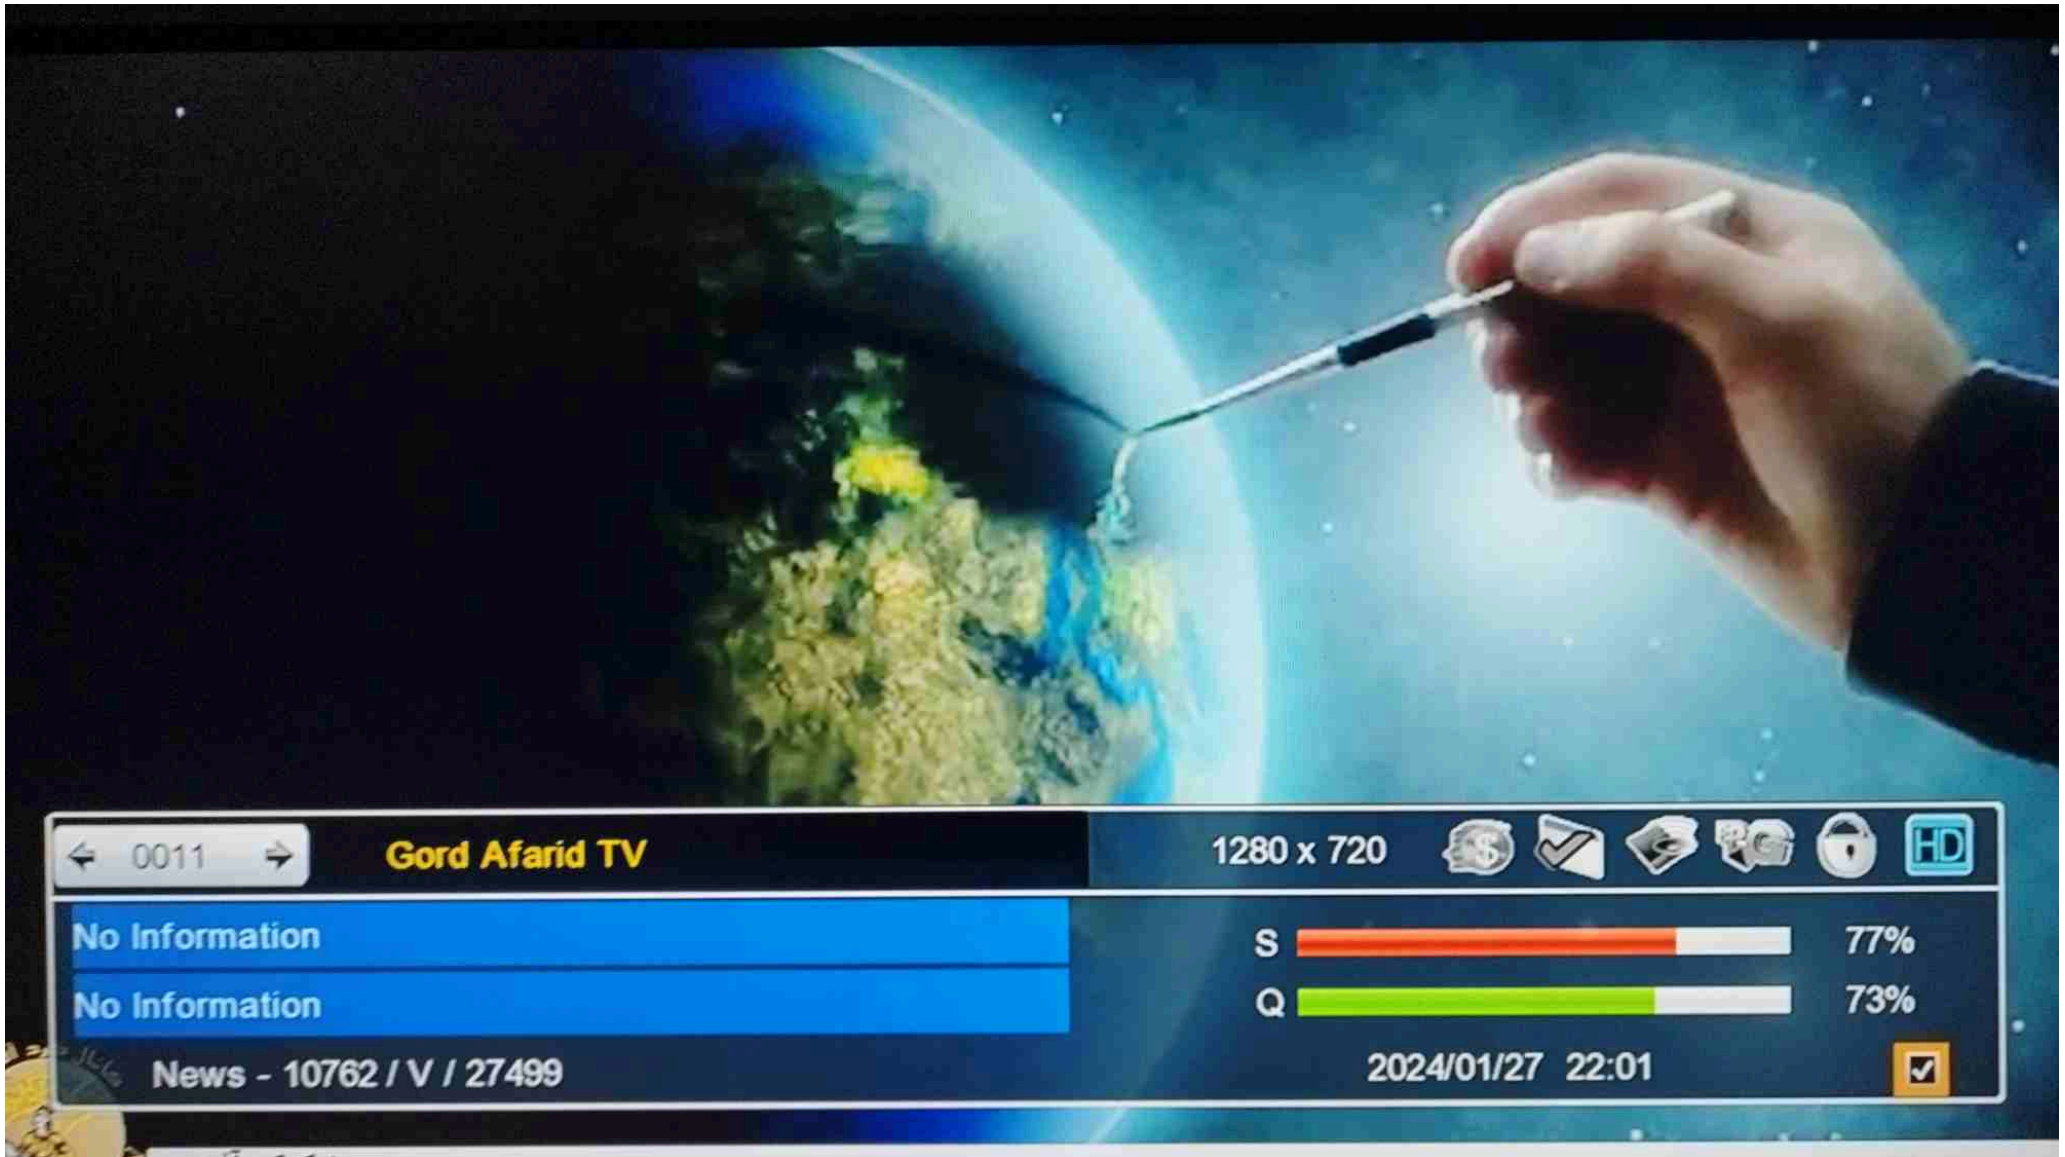 0011
Gord Afarid TV
1280 x 720
HD
No Information
S
77%
No Information
Q
73%
News - 10762 / V / 27499
2024/01/27 22:01